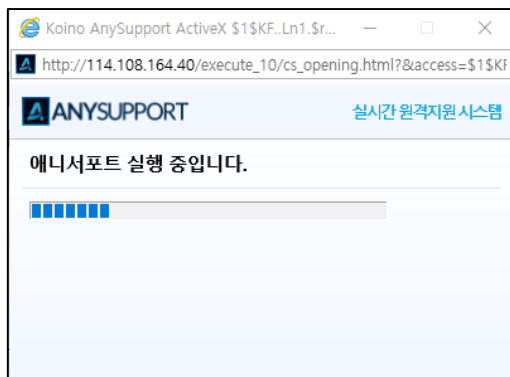 Koino AnySupport ActiveX $1$KF..Ln1.$r...
http://114.108.164.40/execute_10/cs_opening.html?&access=$1$KF
ANYSUPPORT
실시간 원격지원 시스템
애니서포트 실행 중입니다.